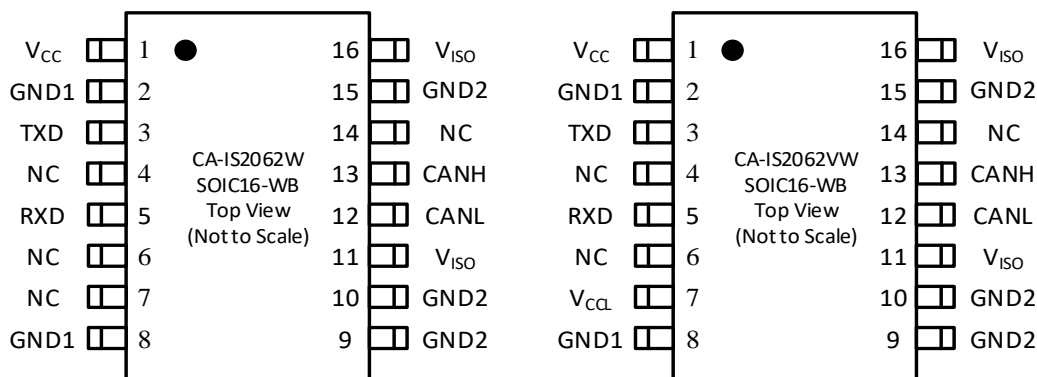 VCC 1 16 VISO
GND1 2 15 GND2
TXD 3 14 NC
NC 4 13 CANH
RXD 5 12 CANL
NC 6 11 VISO
NC 7 10 GND2
GND1 8 9 GND2
CA-IS2062W
SOIC16-WB
Top View
(Not to Scale)
VCC 1 16 VISO
GND1 2 15 GND2
TXD 3 14 NC
NC 4 13 CANH
RXD 5 12 CANL
NC 6 11 VISO
VCCL 7 10 GND2
GND1 8 9 GND2
CA-IS2062VW
SOIC16-WB
Top View
(Not to Scale)